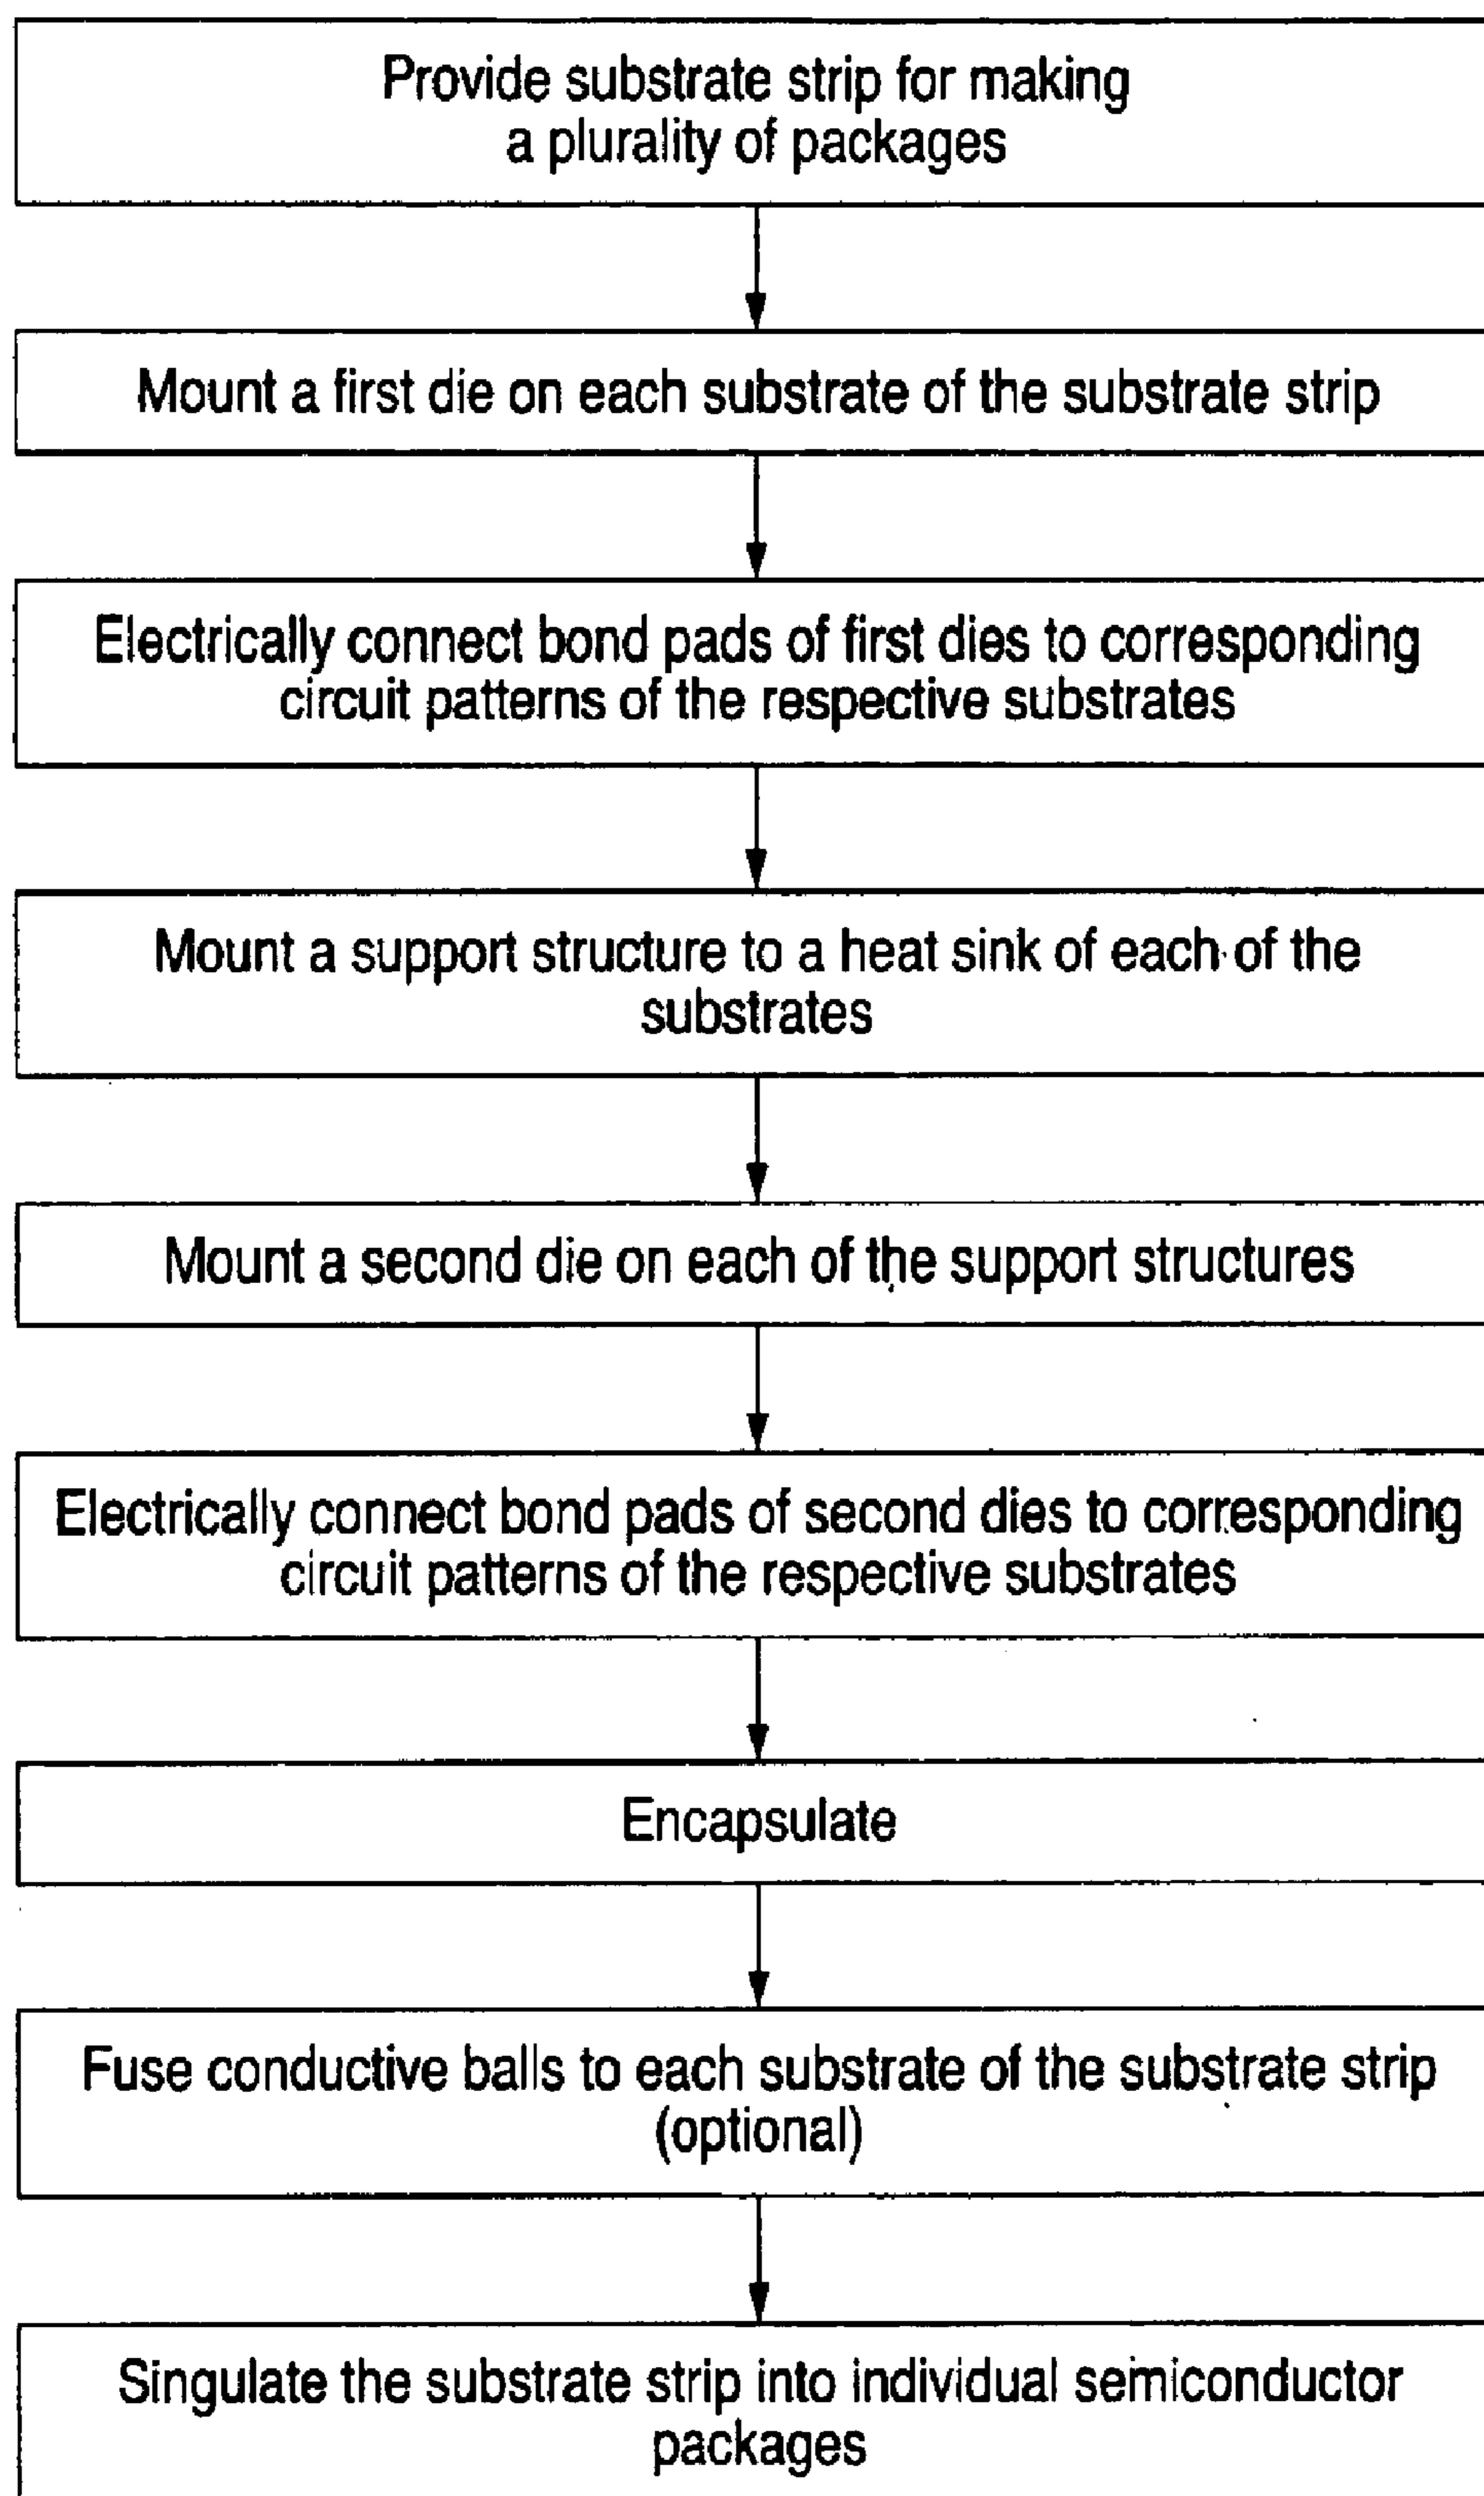 Provide substrate strip for making
a plurality of packages
Mount a first die on each substrate of the substrate strip
Electrically connect bond pads of first dies to corresponding
circuit patterns of the respective substrates
Mount a support structure to a heat sink of each of the
substrates
Mount a second die on each of the support structures
Electrically connect bond pads of second dies to corresponding
circuit patterns of the respective substrates
Encapsulate
Fuse conductive balls to each substrate of the substrate strip
(optional)
Singulate the substrate strip into individual semiconductor
packages